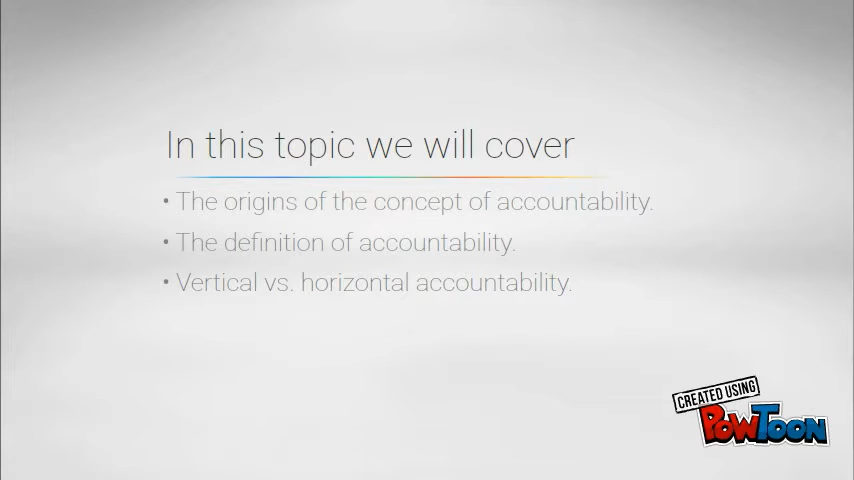 In this topic we will cover
• The origins of the concept of accountability.
• The definition of accountability.
• Vertical vs. horizontal accountability.
CREATED USING
POWTOON